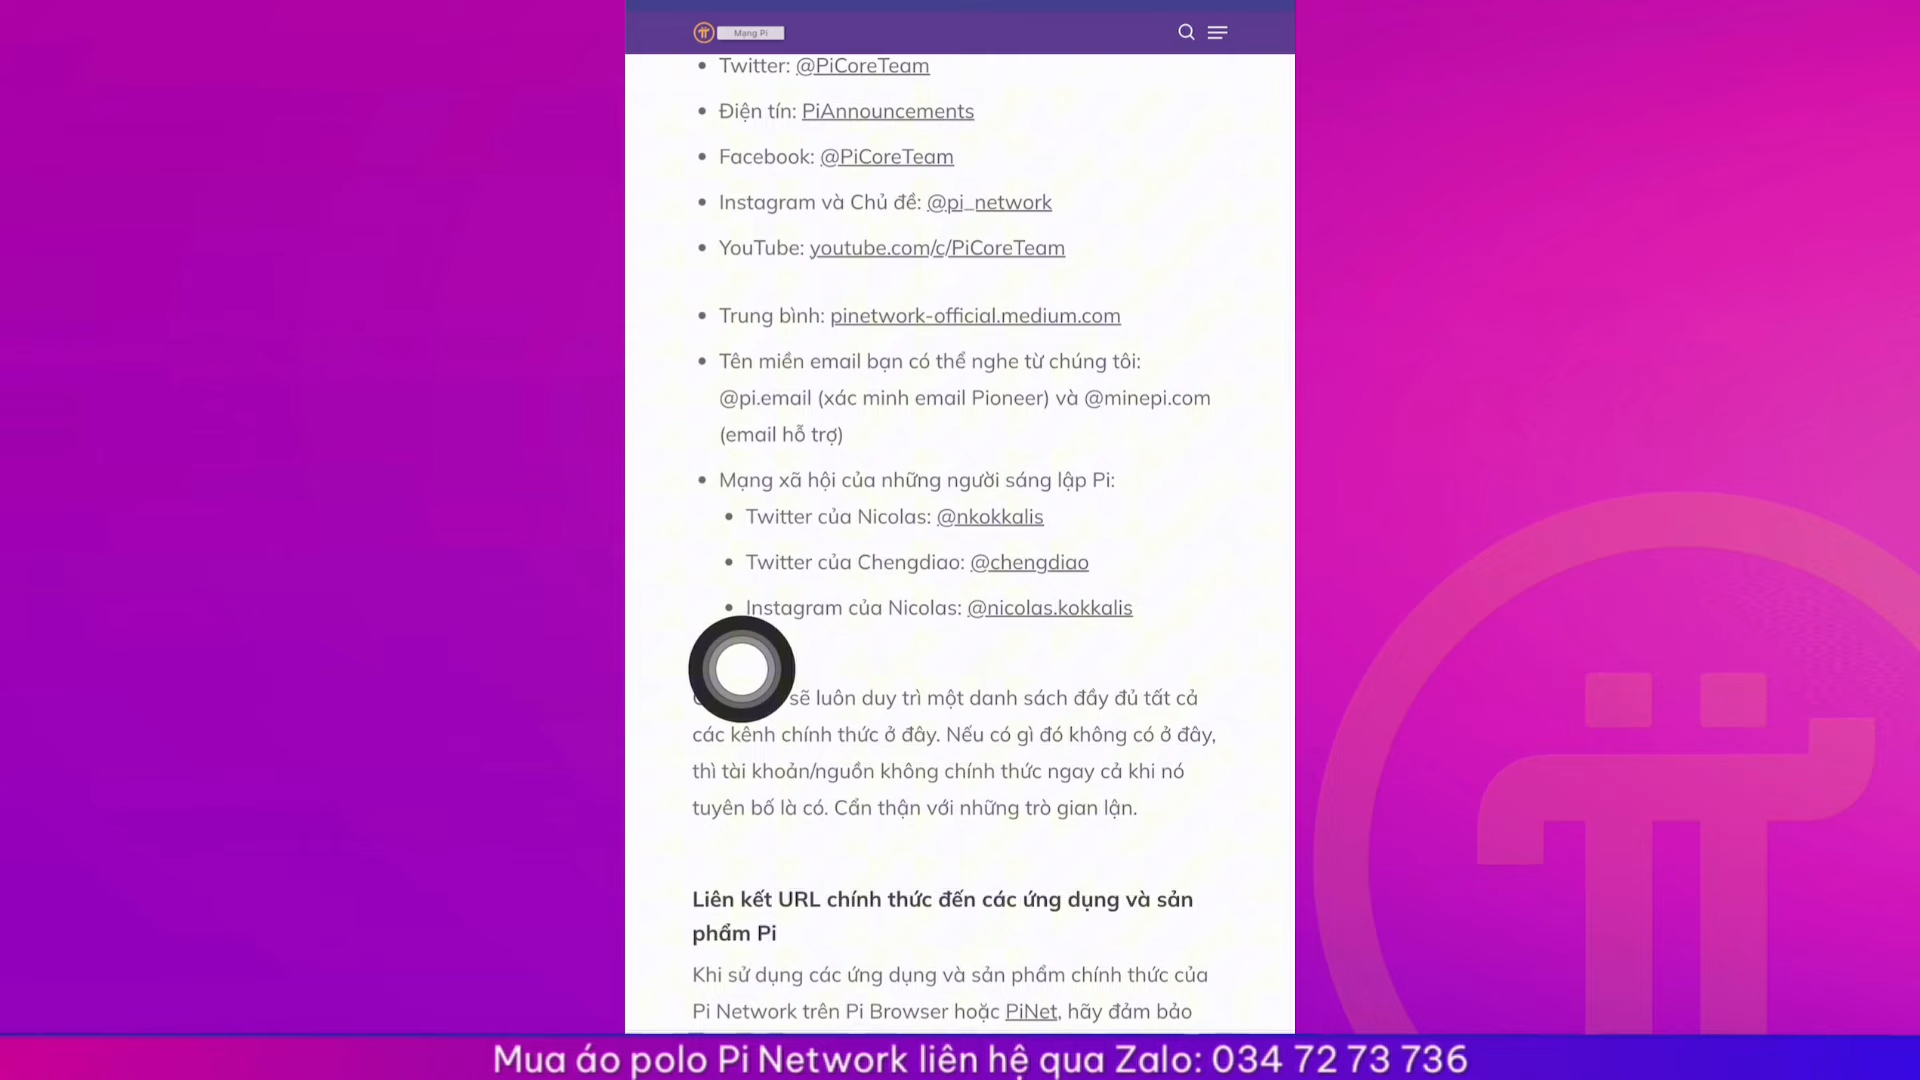 Mạng Pi
Twitter: @PiCoreTeam
Điện tín: PiAnnouncements
Facebook: @PiCoreTeam
Instagram và Chủ đề: @pi_network
YouTube: youtube.com/c/PiCoreTeam
Trung bình: pinetwork-official.medium.com
Tên miền email bạn có thể nghe từ chúng tôi:
@pi.email (xác minh email Pioneer) và @minepi.com
(email hỗ trợ)
Mạng xã hội của những người sáng lập Pi:
Twitter của Nicolas: @nkokkalis
Twitter của Chengdiao: @chengdiao
Instagram của Nicolas: @nicolas.kokkalis
sẽ luôn duy trì một danh sách đầy đủ tất cả
các kênh chính thức ở đây. Nếu có gì đó không có ở đây,
thì tài khoản/nguồn không chính thức ngay cả khi nó
tuyên bố là có. Cẩn thận với những trò gian lận.
Liên kết URL chính thức đến các ứng dụng và sản
phẩm Pi
Khi sử dụng các ứng dụng và sản phẩm chính thức của
Pi Network trên Pi Browser hoặc PiNet, hãy đảm bảo
Mua áo polo Pi Network liên hệ qua Zalo: 034 72 73 736